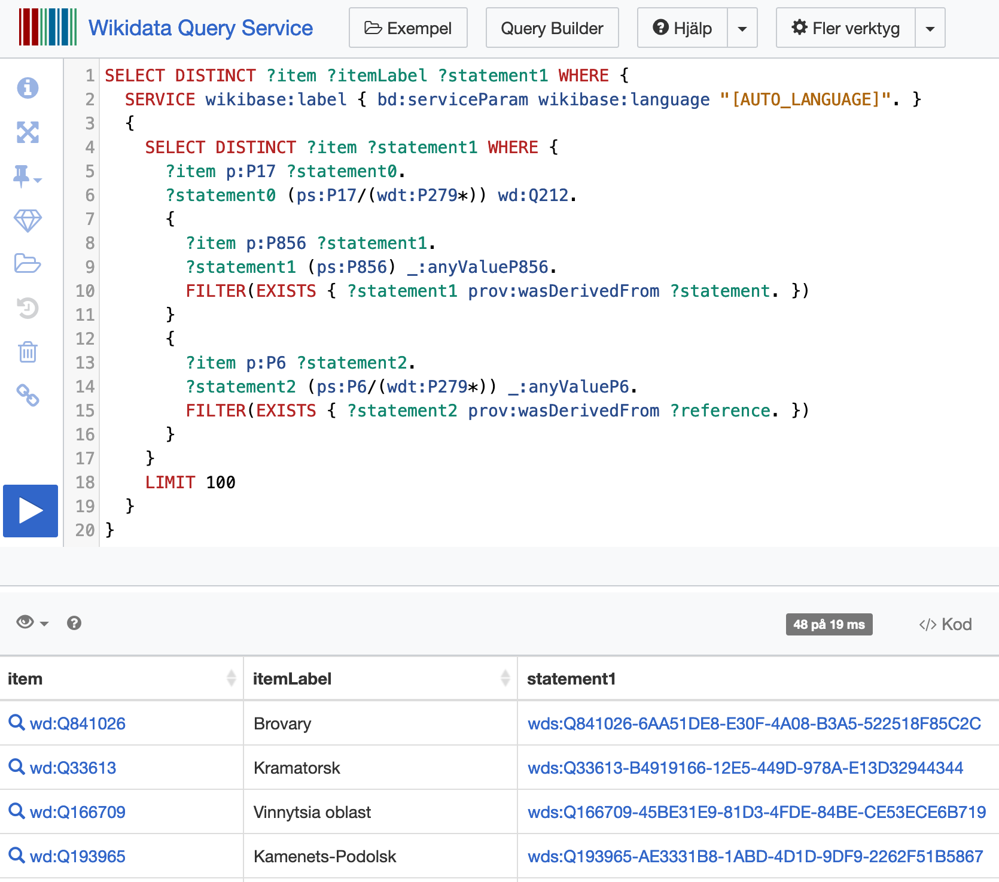 Wikidata Query Service
Exempel
Query Builder
Hjälp
Fler verktyg
1 SELECT DISTINCT ?item ?itemLabel ?statement1 WHERE {
2 SERVICE wikibase:label { bd:serviceParam wikibase:language "[AUTO_LANGUAGE]". }
3 {
4 SELECT DISTINCT ?item ?statement1 WHERE {
5 ?item p:P17 ?statement0.
6 ?statement0 (ps:P17/(wdt:P279*)) wd:Q212.
7 {
8 ?item p:P856 ?statement1.
9 ?statement1 (ps:P856) _:anyValueP856.
10 FILTER(EXISTS { ?statement1 prov:wasDerivedFrom ?statement. })
11 }
12 {
13 ?item p:P6 ?statement2.
14 ?statement2 (ps:P6/(wdt:P279*)) _:anyValueP6.
15 FILTER(EXISTS { ?statement2 prov:wasDerivedFrom ?reference. })
16 }
17 }
18 LIMIT 100
19 }
20 }
48 på 19 ms
</> Kod
item itemLabel statement1
wd:Q841026 Brovary wds:Q841026-6AA51DE8-E30F-4A08-B3A5-522518F85C2C
wd:Q33613 Kramatorsk wds:Q33613-B4919166-12E5-449D-978A-E13D32944344
wd:Q166709 Vinnytsia oblast wds:Q166709-45BE31E9-81D3-4FDE-84BE-CE53ECE6B719
wd:Q193965 Kamenets-Podolsk wds:Q193965-AE3331B8-1ABD-4D1D-9DF9-2262F51B5867